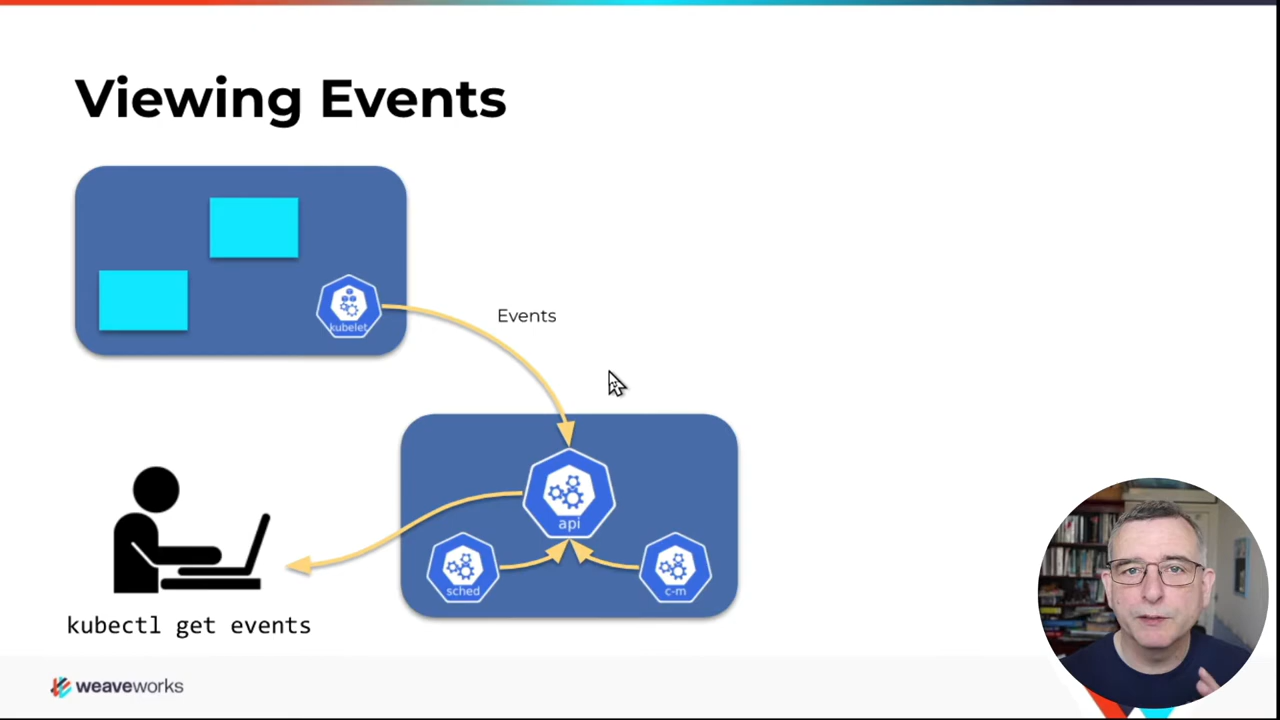 Viewing Events
kubelet
Events
api
sched
c-m
kubectl get events
weaveworks